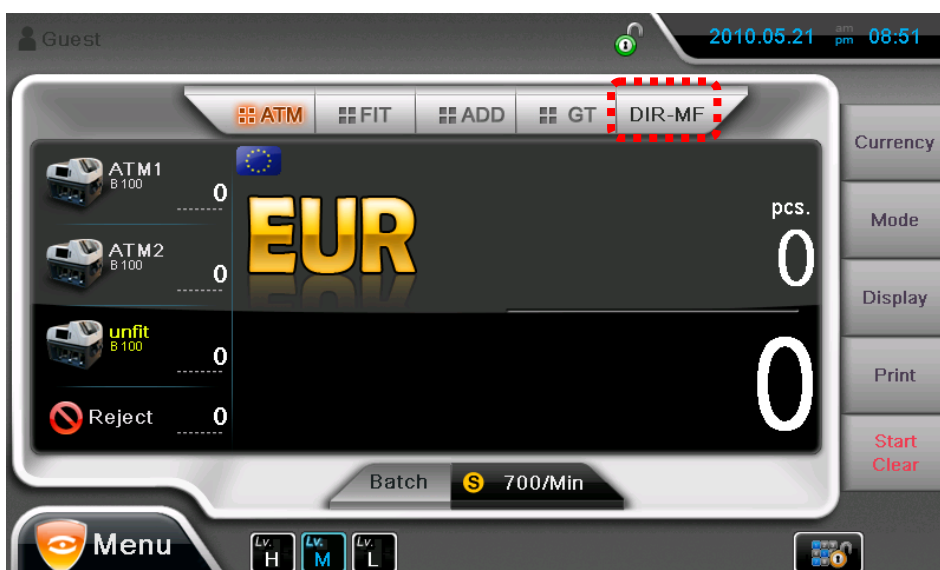 Guest
2010.05.21 am pm 08:51
ATM FIT ADD GT DIR-MF
Currency
Mode
Display
Print
Start
Clear
ATM1
B 100
0
ATM2
B 100
0
unfit
B 100
0
Reject 0
EUR
pcs.
0
0
Batch S 700/Min
Menu
Lv. H
Lv. M
Lv. L